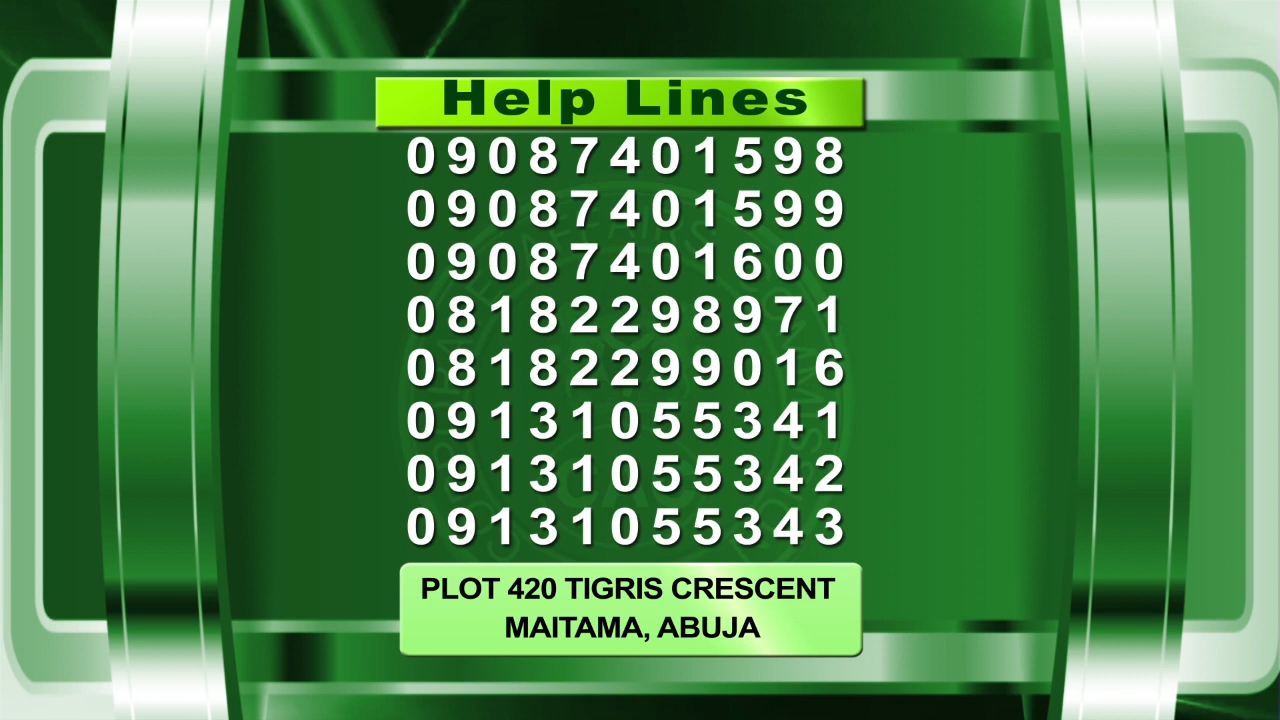 Help Lines
09087401598
09087401599
09087401600
08182298971
08182299016
09131055341
09131055342
09131055343
PLOT 420 TIGRIS CRESCENT
MAITAMA, ABUJA